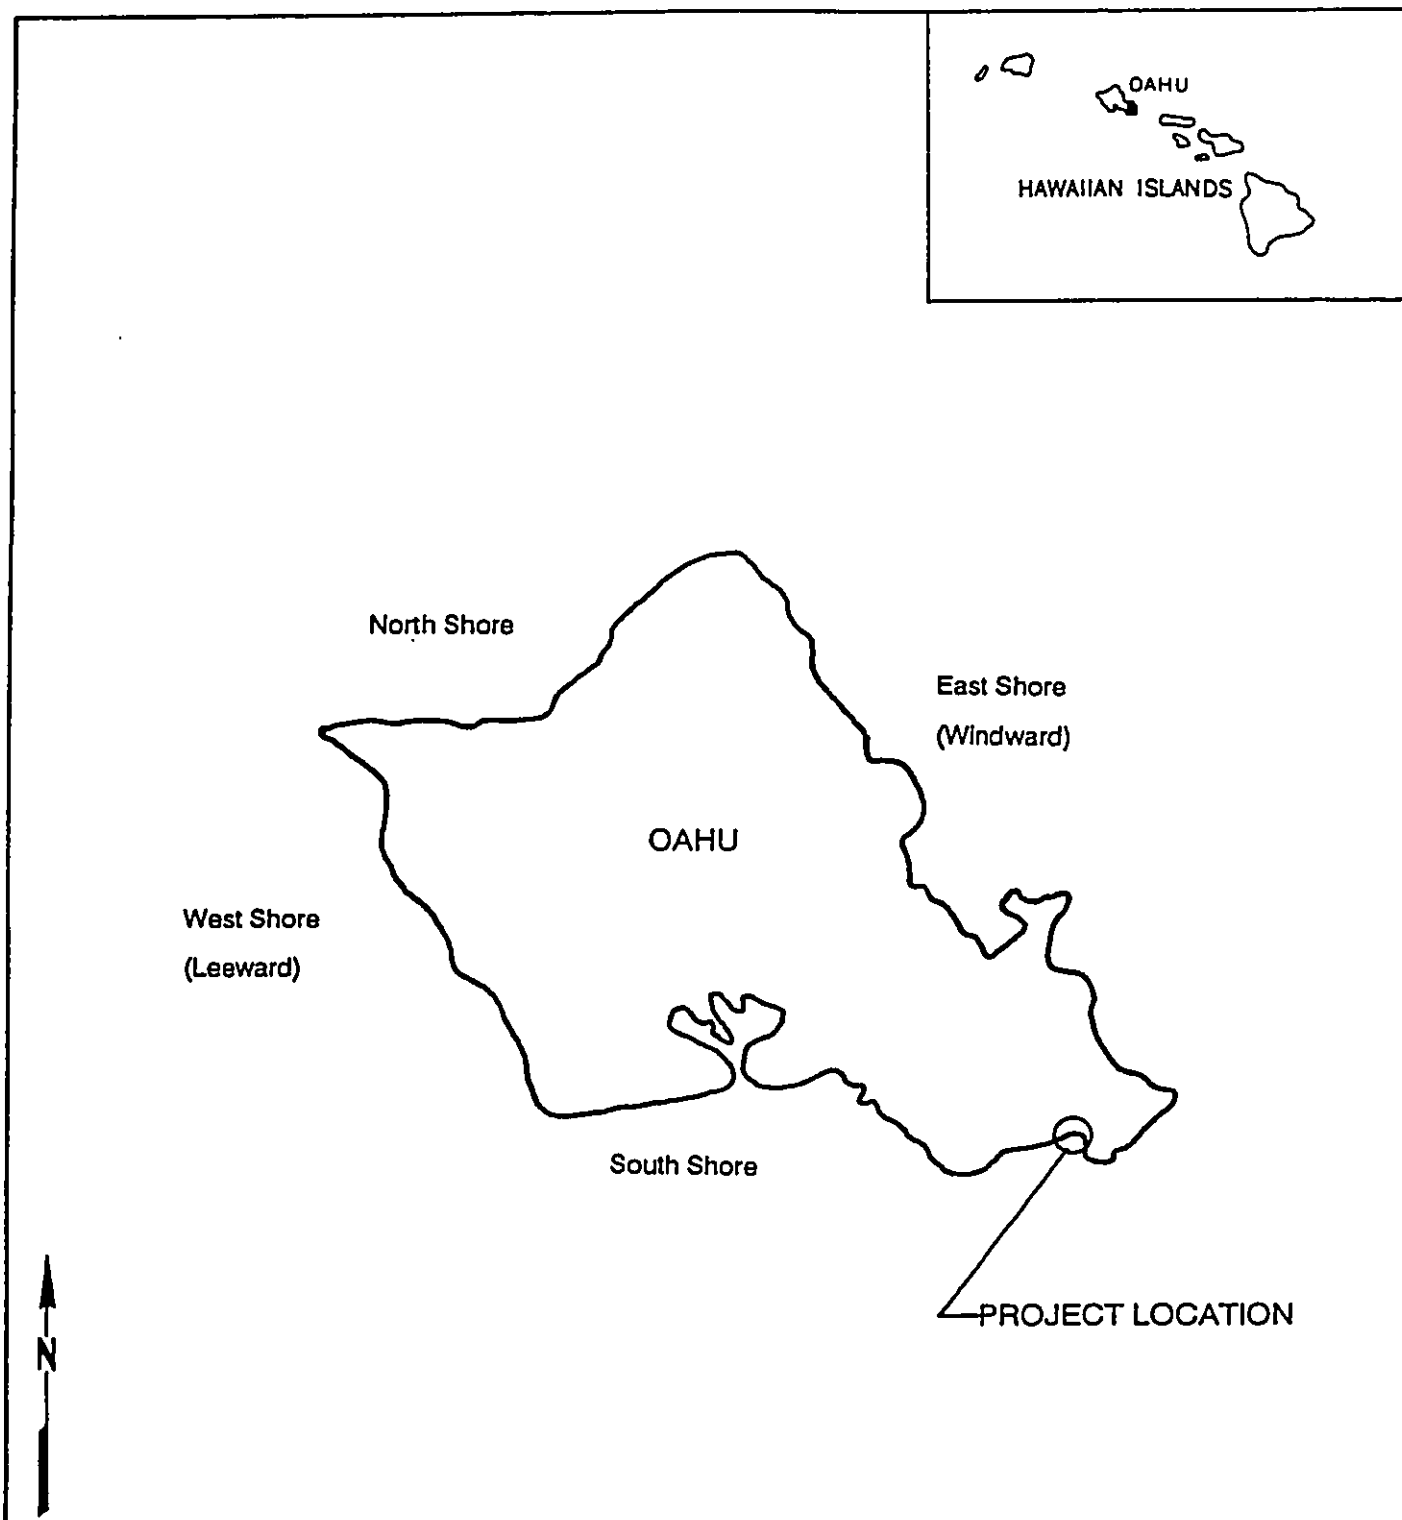 OAHU
HAWAIIAN ISLANDS
North Shore
East Shore
(Windward)
OAHU
West Shore
(Leeward)
South Shore
PROJECT LOCATION
N